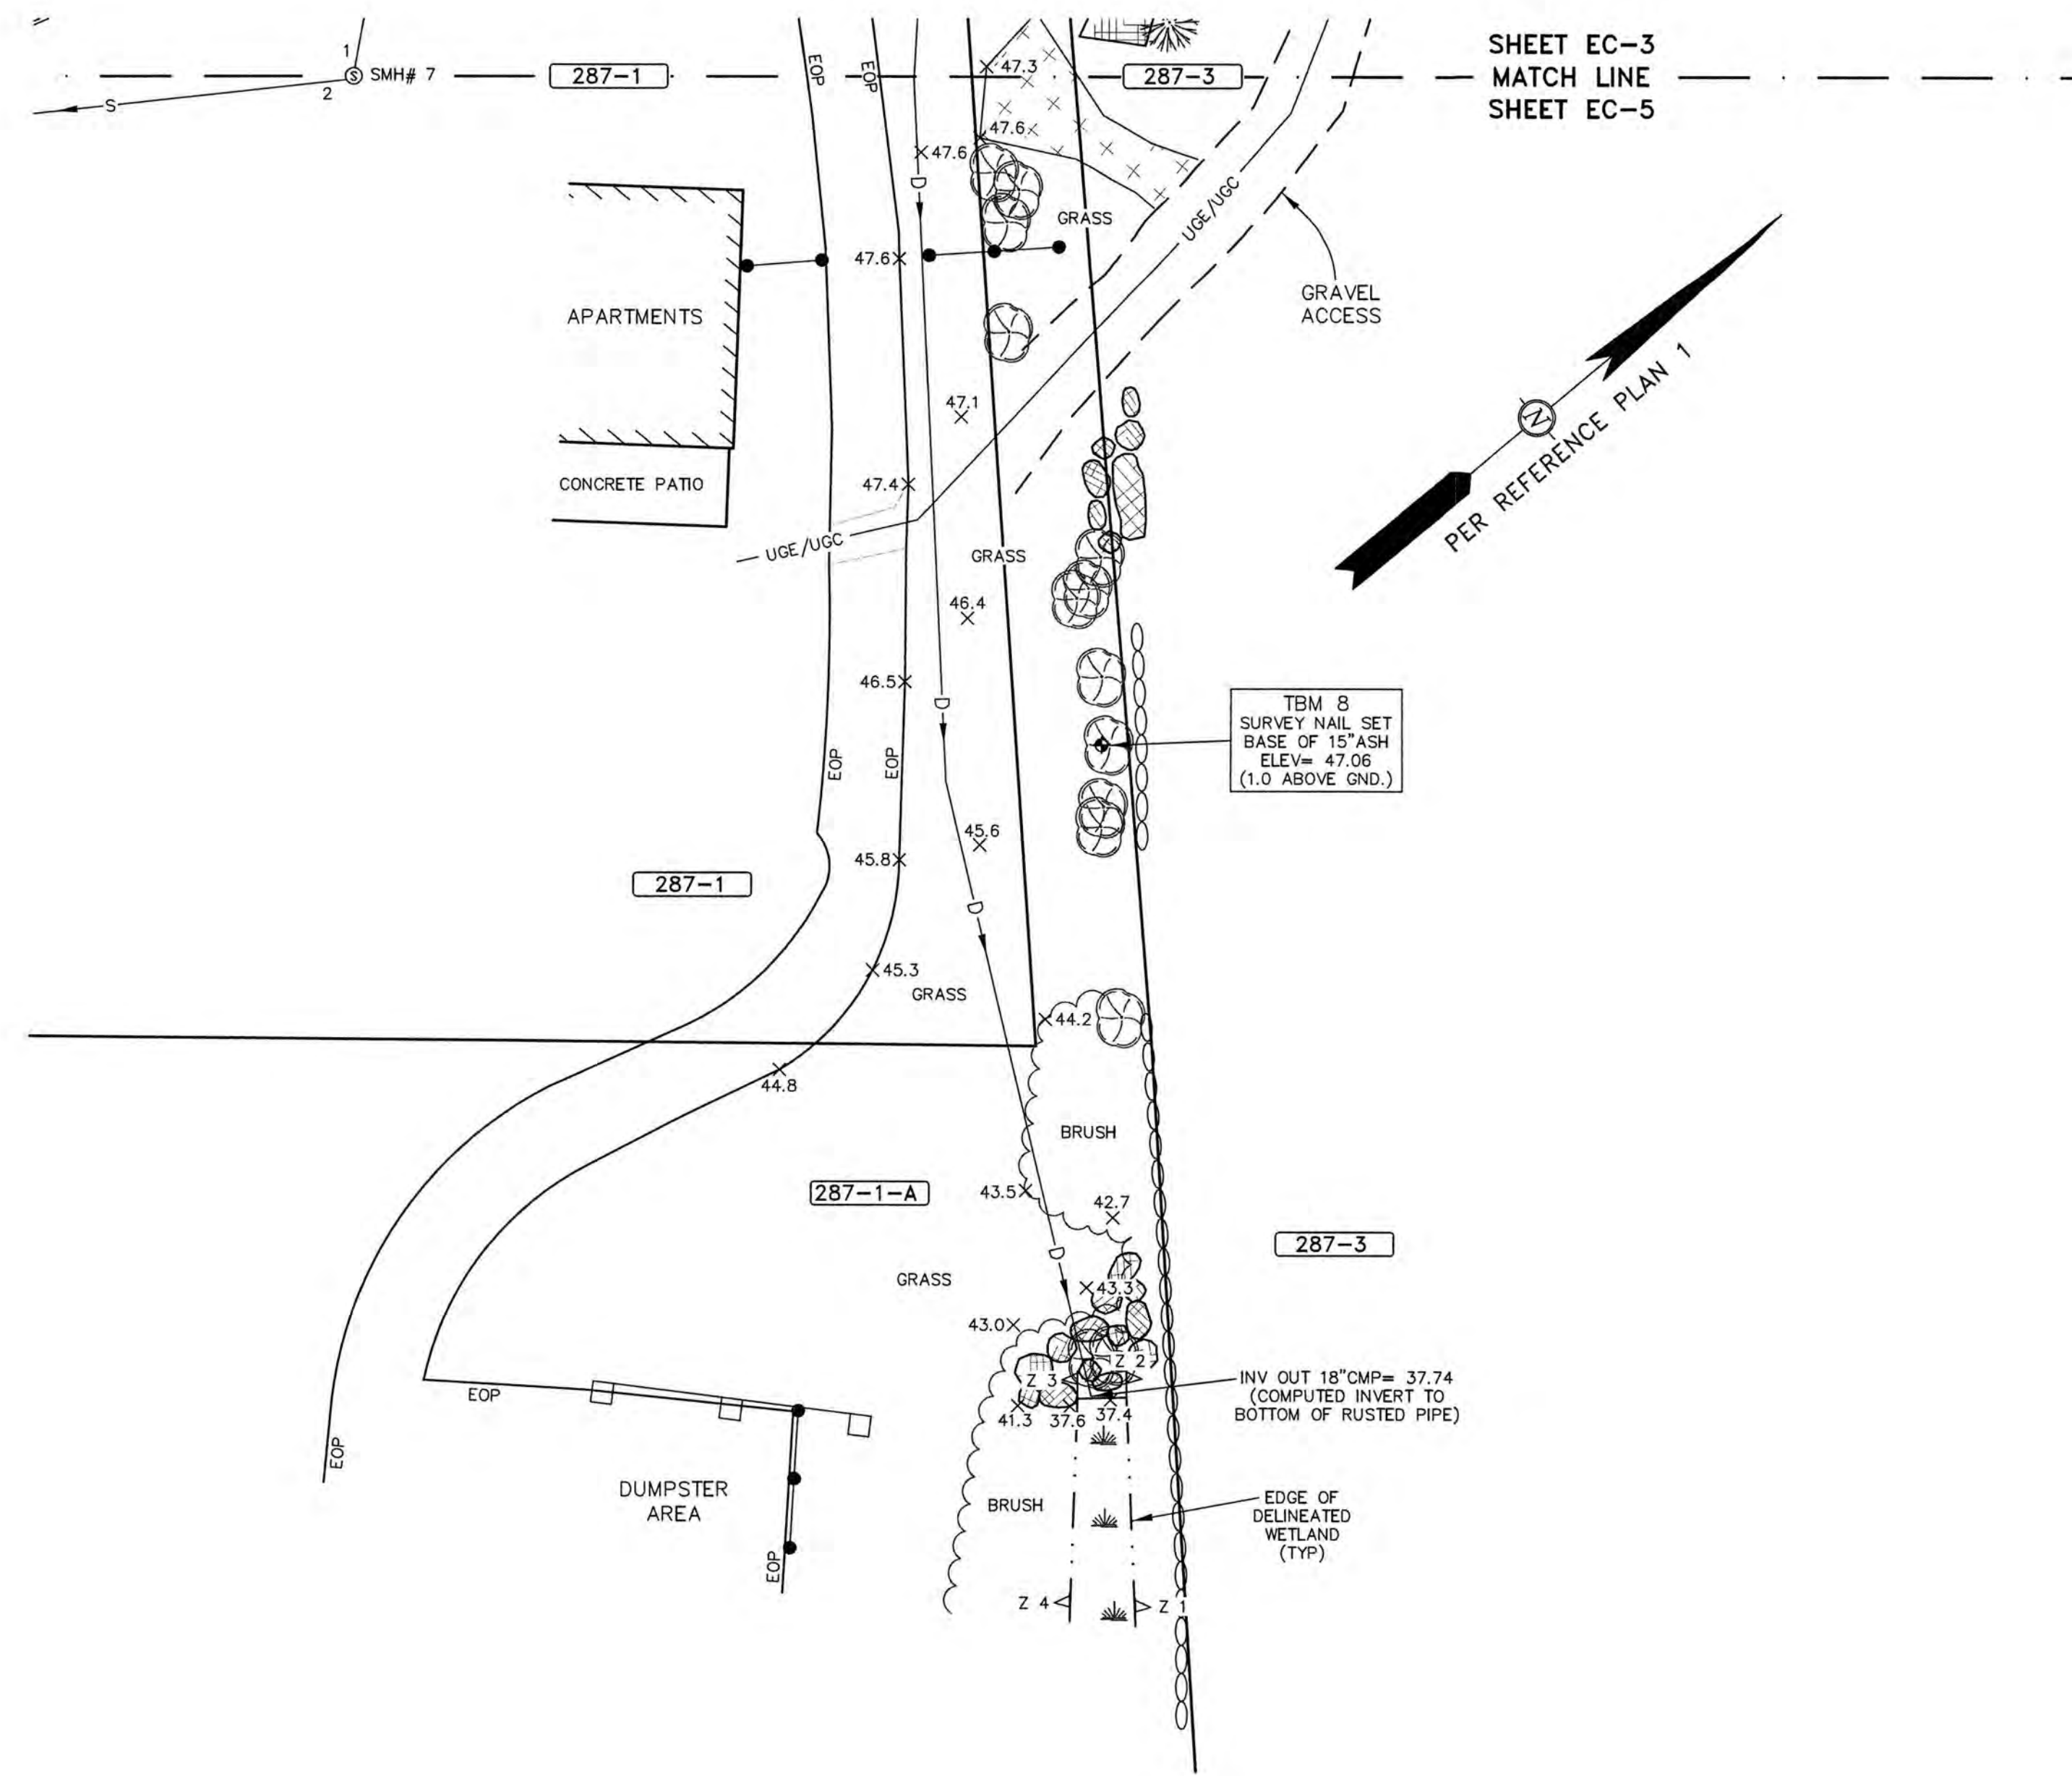 SHEET EC-3
MATCH LINE
SHEET EC-5
1
SMH# 7
2
S
287-1
EOP
EOP
47.3
287-3
47.6
47.6
D
GRASS
UGE/UGC
47.6
GRAVEL
ACCESS
APARTMENTS
N
PER REFERENCE PLAN 1
47.1
CONCRETE PATIO
47.4
UGE/UGC
GRASS
46.4
46.5
D
TBM 8
SURVEY NAIL SET
BASE OF 15"ASH
ELEV= 47.06
(1.0 ABOVE GND.)
EOP
EOP
45.6
45.8
287-1
D
45.3
GRASS
44.2
44.8
BRUSH
287-1-A
43.5
42.7
D
287-3
GRASS
43.3
43.0
Z 2
Z 3
INV OUT 18"CMP= 37.74
(COMPUTED INVERT TO
BOTTOM OF RUSTED PIPE)
EOP
41.3
37.6
37.4
EOP
DUMPSTER
AREA
BRUSH
EDGE OF
DELINEATED
WETLAND
(TYP)
EOP
Z 4
Z 1